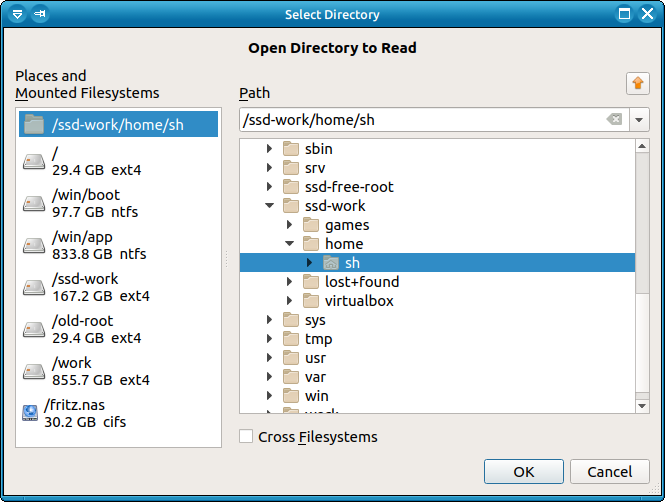 Select Directory
Open Directory to Read
Places and
Mounted Filesystems
/ssd-work/home/sh
/
29.4 GB ext4
/win/boot
97.7 GB ntfs
/win/app
833.8 GB ntfs
/ssd-work
167.2 GB ext4
/old-root
29.4 GB ext4
/work
855.7 GB ext4
/fritz.nas
30.2 GB cifs
Path
/ssd-work/home/sh
sbin
srv
ssd-free-root
ssd-work
games
home
sh
lost+found
virtualbox
sys
tmp
usr
var
win
Cross Filesystems
OK
Cancel